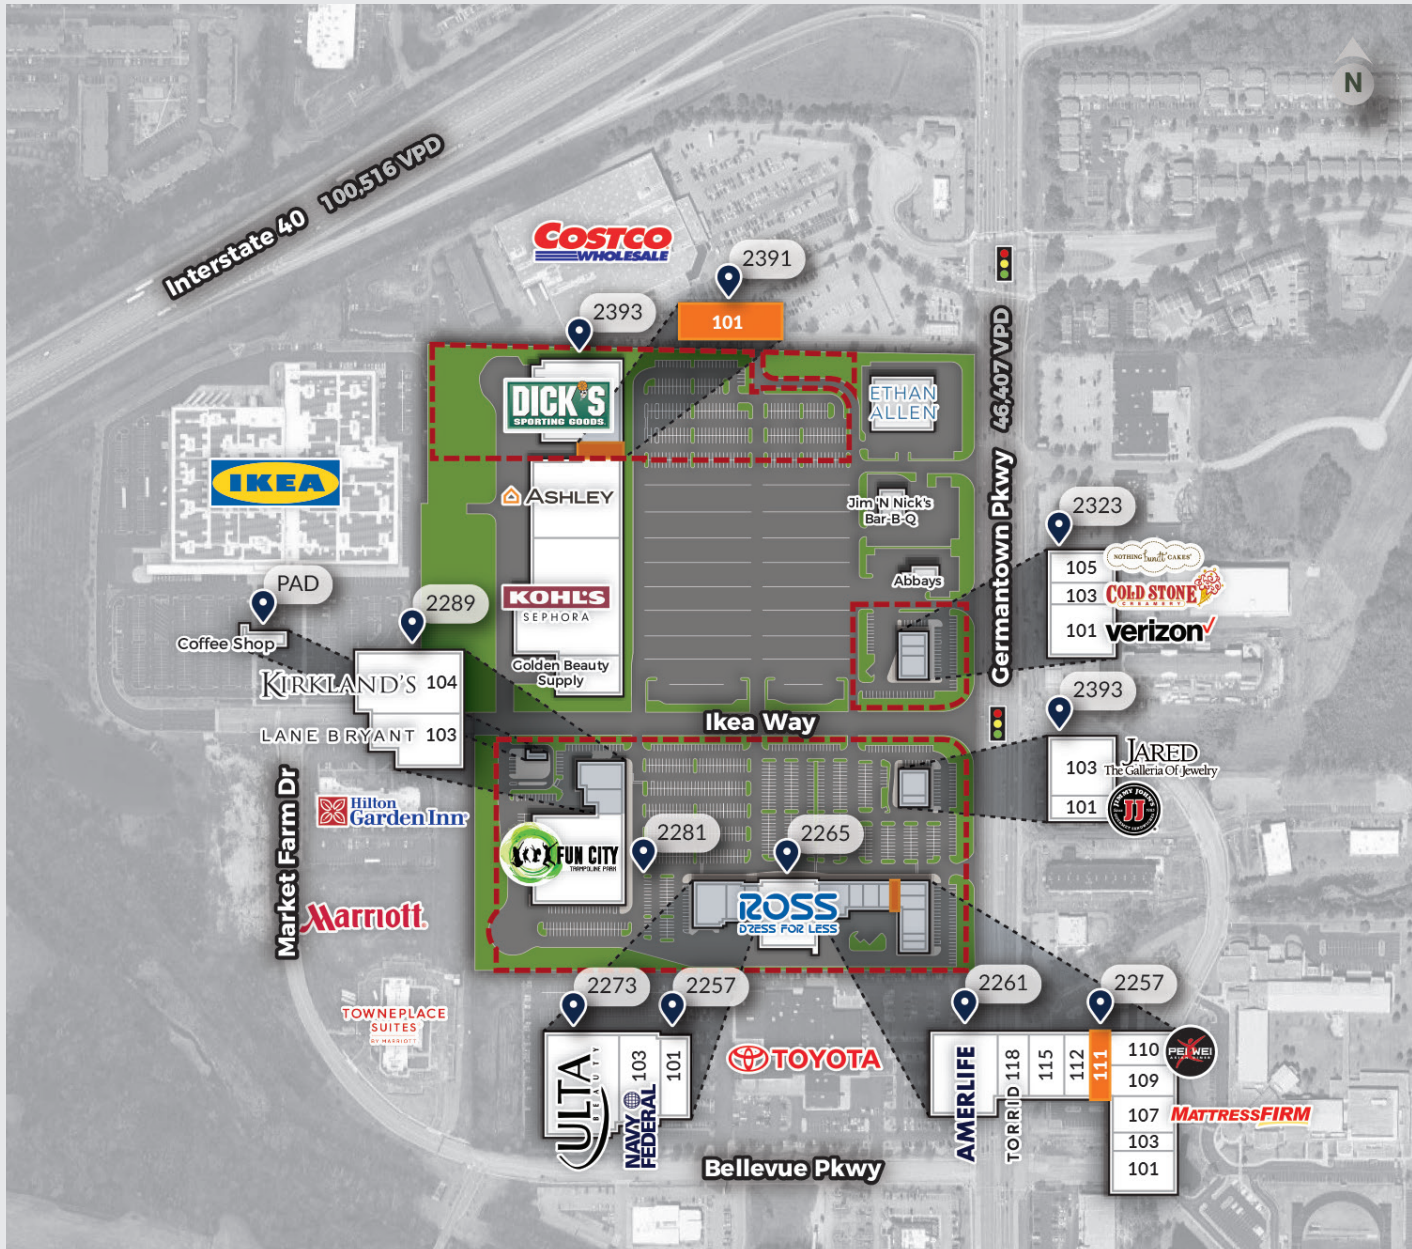 N
Interstate 40 100,516 VPD
COSTCO
WHOLESALE
2391
101
2393
DICK'S
SPORTING GOODS
ETHAN
ALLEN
46,407 VPD
Germantown Pkwy
IKEA
ASHLEY
Jim 'N Nick's
Bar-B-Q
Abbays
2323
105
NOTHING bundt CAKES
103
COLD STONE
CREAMERY
101
verizon
PAD
Coffee Shop
2289
KIRKLAND'S 104
LANE BRYANT 103
KOHL'S
SEPHORA
Golden Beauty
Supply
Ikea Way
2393
103
JARED
The Galleria Of Jewelry
101
JIMMY JOHN'S
JJ
Market Farm Dr
Hilton
Garden Inn
FUN CITY
TRAMPOLINE PARK
2281
2265
ROSS
DRESS FOR LESS
Marriott
TOWNEPLACE
SUITES
BY MARRIOTT
2273
2257
ULTA
BEAUTY
103
NAVY
FEDERAL
101
TOYOTA
2261
2257
AMERLIFE
TORRID 118
115
112
111
110
PEI WEI
109
107
MATTRESSFIRM
103
101
Bellevue Pkwy